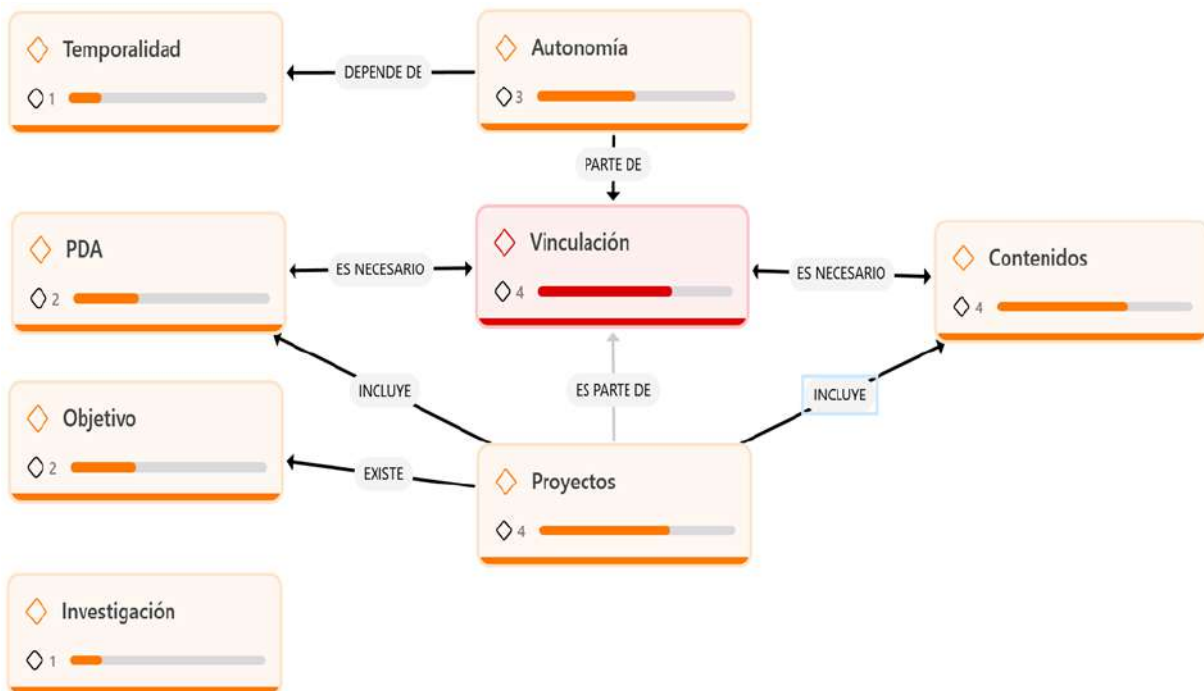 Temporalidad
1
DEPENDE DE
Autonomía
3
PARTE DE
PDA
2
ES NECESARIO
Vinculación
4
ES NECESARIO
Contenidos
4
INCLUYE
ES PARTE DE
INCLUYE
Objetivo
2
EXISTE
Proyectos
4
Investigación
1